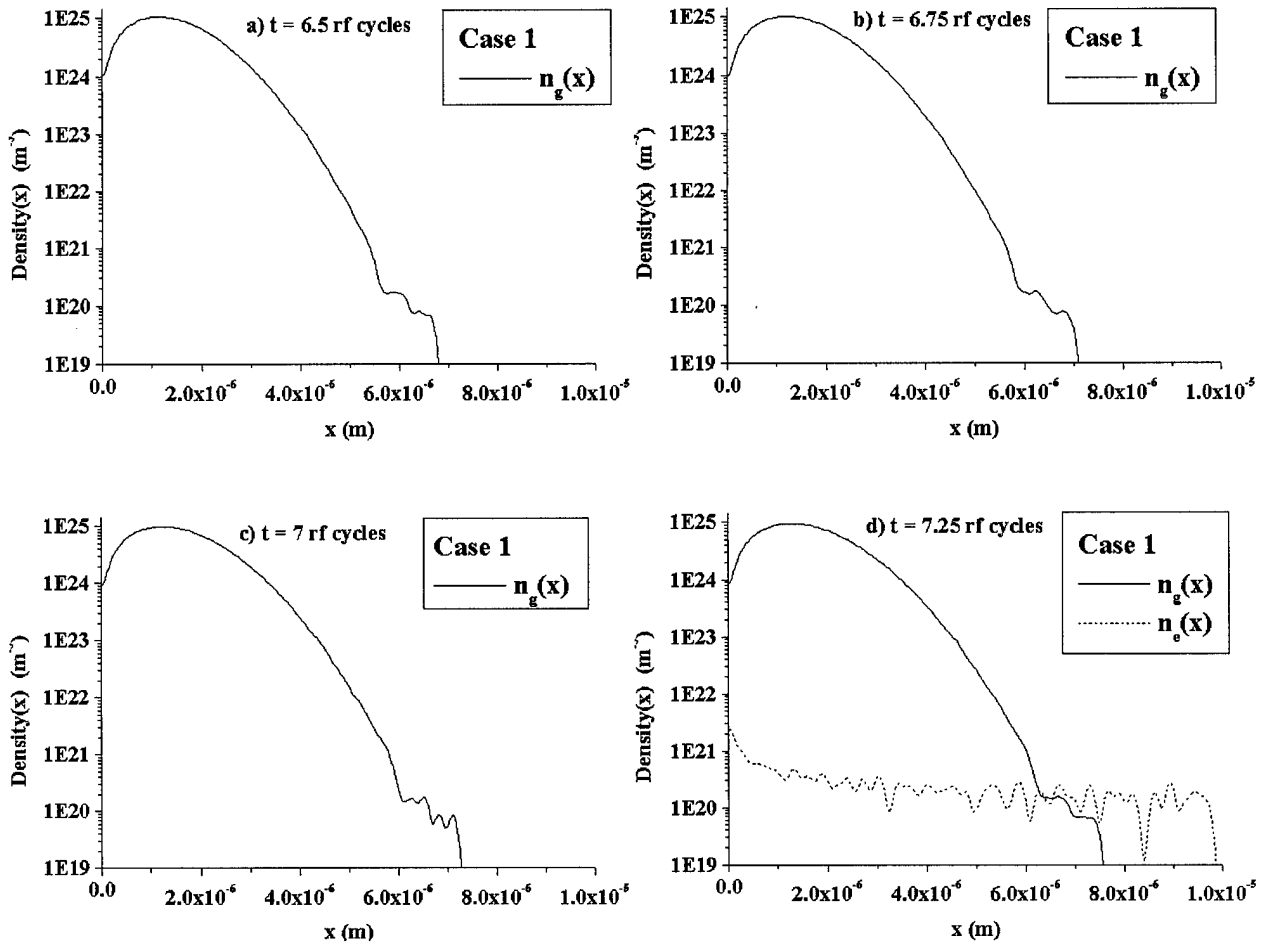 a) t = 6.5 rf cycles
Case 1
n_g(x)
Density(x) (m⁻³)
1E25
1E24
1E23
1E22
1E21
1E20
1E19
0.0 2.0x10⁻⁶ 4.0x10⁻⁶ 6.0x10⁻⁶ 8.0x10⁻⁶ 1.0x10⁻⁵
x (m)
b) t = 6.75 rf cycles
Case 1
n_g(x)
Density(x) (m⁻³)
1E25
1E24
1E23
1E22
1E21
1E20
1E19
0.0 2.0x10⁻⁶ 4.0x10⁻⁶ 6.0x10⁻⁶ 8.0x10⁻⁶ 1.0x10⁻⁵
x (m)
c) t = 7 rf cycles
Case 1
n_g(x)
Density(x) (m⁻³)
1E25
1E24
1E23
1E22
1E21
1E20
1E19
0.0 2.0x10⁻⁶ 4.0x10⁻⁶ 6.0x10⁻⁶ 8.0x10⁻⁶ 1.0x10⁻⁵
x (m)
d) t = 7.25 rf cycles
Case 1
n_g(x)
n_e(x)
Density(x) (m⁻³)
1E25
1E24
1E23
1E22
1E21
1E20
1E19
0.0 2.0x10⁻⁶ 4.0x10⁻⁶ 6.0x10⁻⁶ 8.0x10⁻⁶ 1.0x10⁻⁵
x (m)